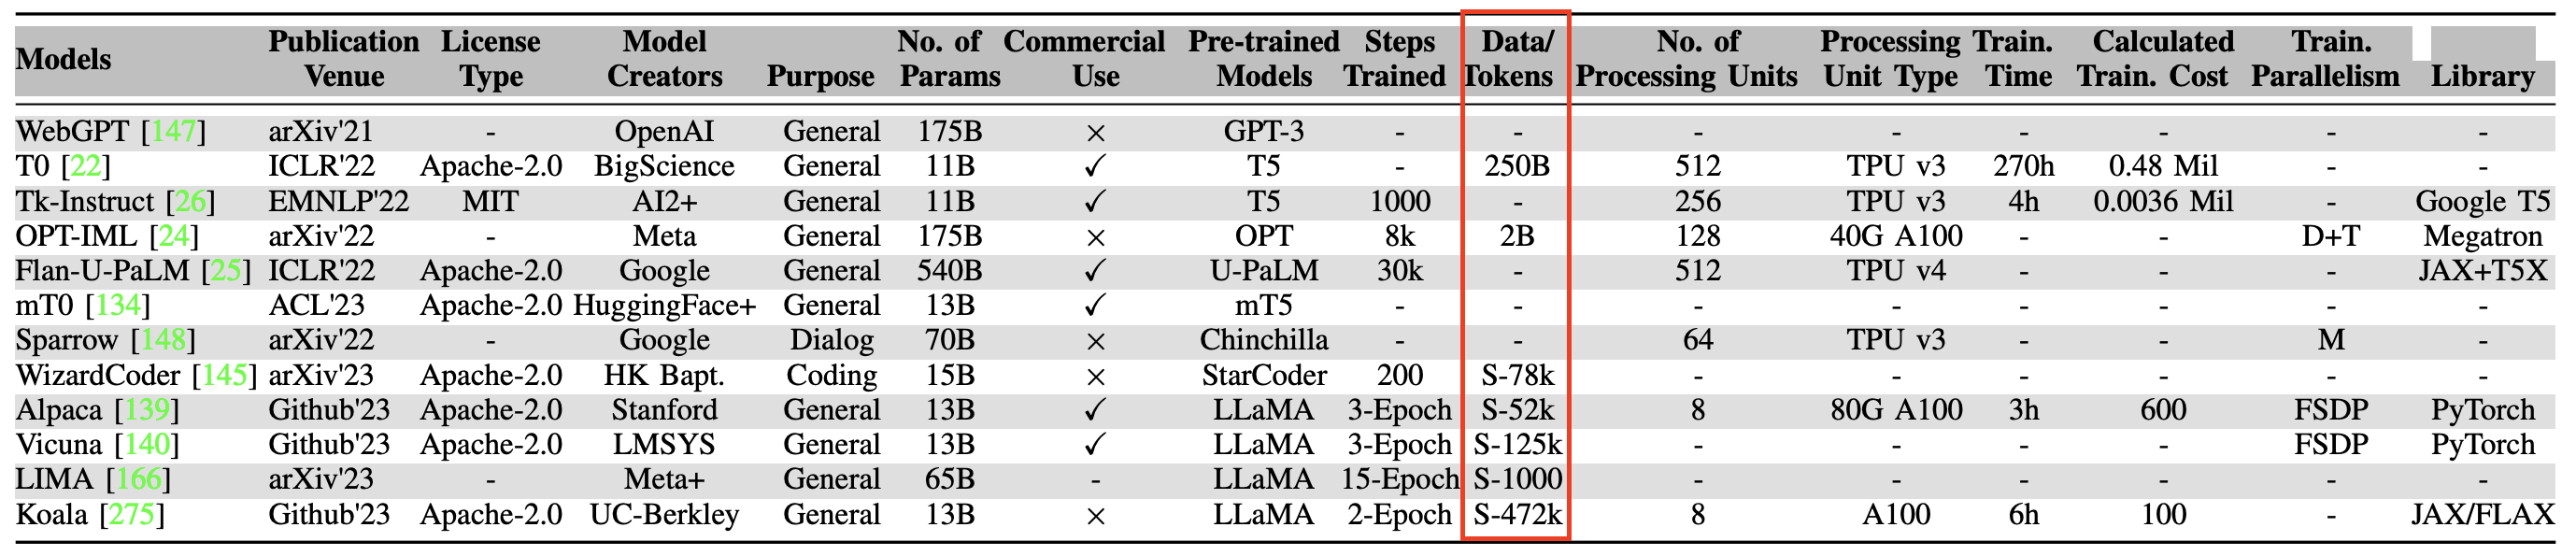 Models Publication Venue License Type Model Creators Purpose No. of Params Commercial Use Pre-trained Models Steps Trained Data/ Tokens No. of Processing Units Processing Unit Type Train. Time Calculated Train. Cost Train. Parallelism Library
WebGPT [147] arXiv'21 - OpenAI General 175B × GPT-3 - - - - - - - -
T0 [22] ICLR'22 Apache-2.0 BigScience General 11B ✓ T5 - 250B 512 TPU v3 270h 0.48 Mil - -
Tk-Instruct [26] EMNLP'22 MIT AI2+ General 11B ✓ T5 1000 - 256 TPU v3 4h 0.0036 Mil - Google T5
OPT-IML [24] arXiv'22 - Meta General 175B × OPT 8k 2B 128 40G A100 - - D+T Megatron
Flan-U-PaLM [25] ICLR'22 Apache-2.0 Google General 540B ✓ U-PaLM 30k - 512 TPU v4 - - - JAX+T5X
mT0 [134] ACL'23 Apache-2.0 HuggingFace+ General 13B ✓ mT5 - - - - - - - -
Sparrow [148] arXiv'22 - Google Dialog 70B × Chinchilla - - 64 TPU v3 - - M -
WizardCoder [145] arXiv'23 Apache-2.0 HK Bapt. Coding 15B × StarCoder 200 S-78k - - - - - -
Alpaca [139] Github'23 Apache-2.0 Stanford General 13B ✓ LLaMA 3-Epoch S-52k 8 80G A100 3h 600 FSDP PyTorch
Vicuna [140] Github'23 Apache-2.0 LMSYS General 13B ✓ LLaMA 3-Epoch S-125k - - - - FSDP PyTorch
LIMA [166] arXiv'23 - Meta+ General 65B - LLaMA 15-Epoch S-1000 - - - - - -
Koala [275] Github'23 Apache-2.0 UC-Berkley General 13B × LLaMA 2-Epoch S-472k 8 A100 6h 100 - JAX/FLAX